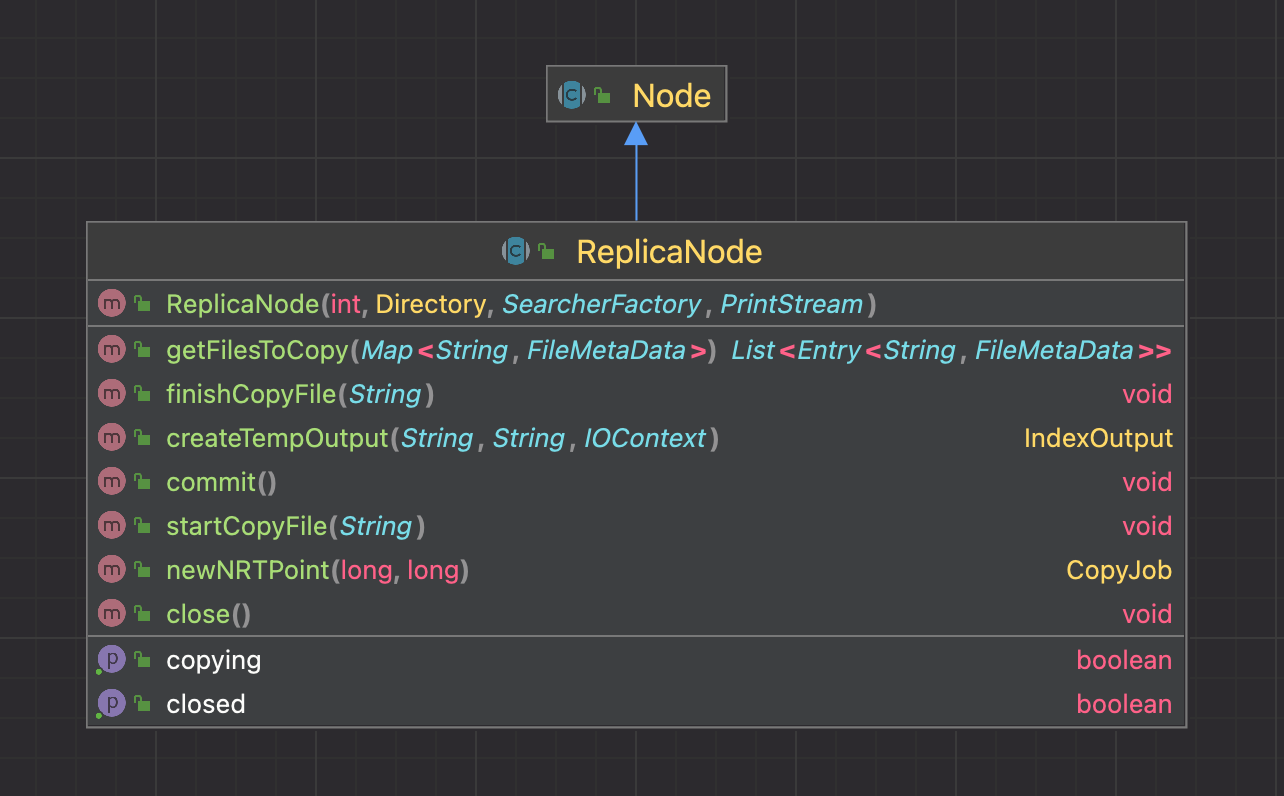 Node
ReplicaNode
ReplicaNode(int, Directory, SearcherFactory, PrintStream)
getFilesToCopy(Map<String, FileMetaData>) List<Entry<String, FileMetaData>>
finishCopyFile(String) void
createTempOutput(String, String, IOContext) IndexOutput
commit() void
startCopyFile(String) void
newNRTPoint(long, long) CopyJob
close() void
copying boolean
closed boolean